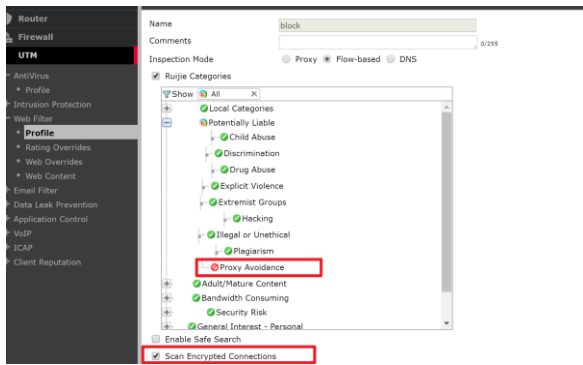 Router
Firewall
UTM
AntiVirus
Profile
Intrusion Protection
Web Filter
Profile
Rating Overrides
Web Overrides
Web Content
Email Filter
Data Leak Prevention
Application Control
VoIP
ICAP
Client Reputation
Name block
Comments 0/255
Inspection Mode Proxy Flow-based DNS
Ruijie Categories
Show All X
Local Categories
Potentially Liable
Child Abuse
Discrimination
Drug Abuse
Explicit Violence
Extremist Groups
Hacking
Illegal or Unethical
Plagiarism
Proxy Avoidance
Adult/Mature Content
Bandwidth Consuming
Security Risk
General Interest - Personal
Enable Safe Search
Scan Encrypted Connections